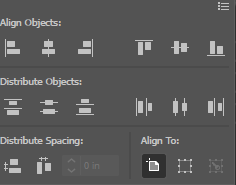 Align Objects:
Distribute Objects:
Distribute Spacing: Align To:
0 in